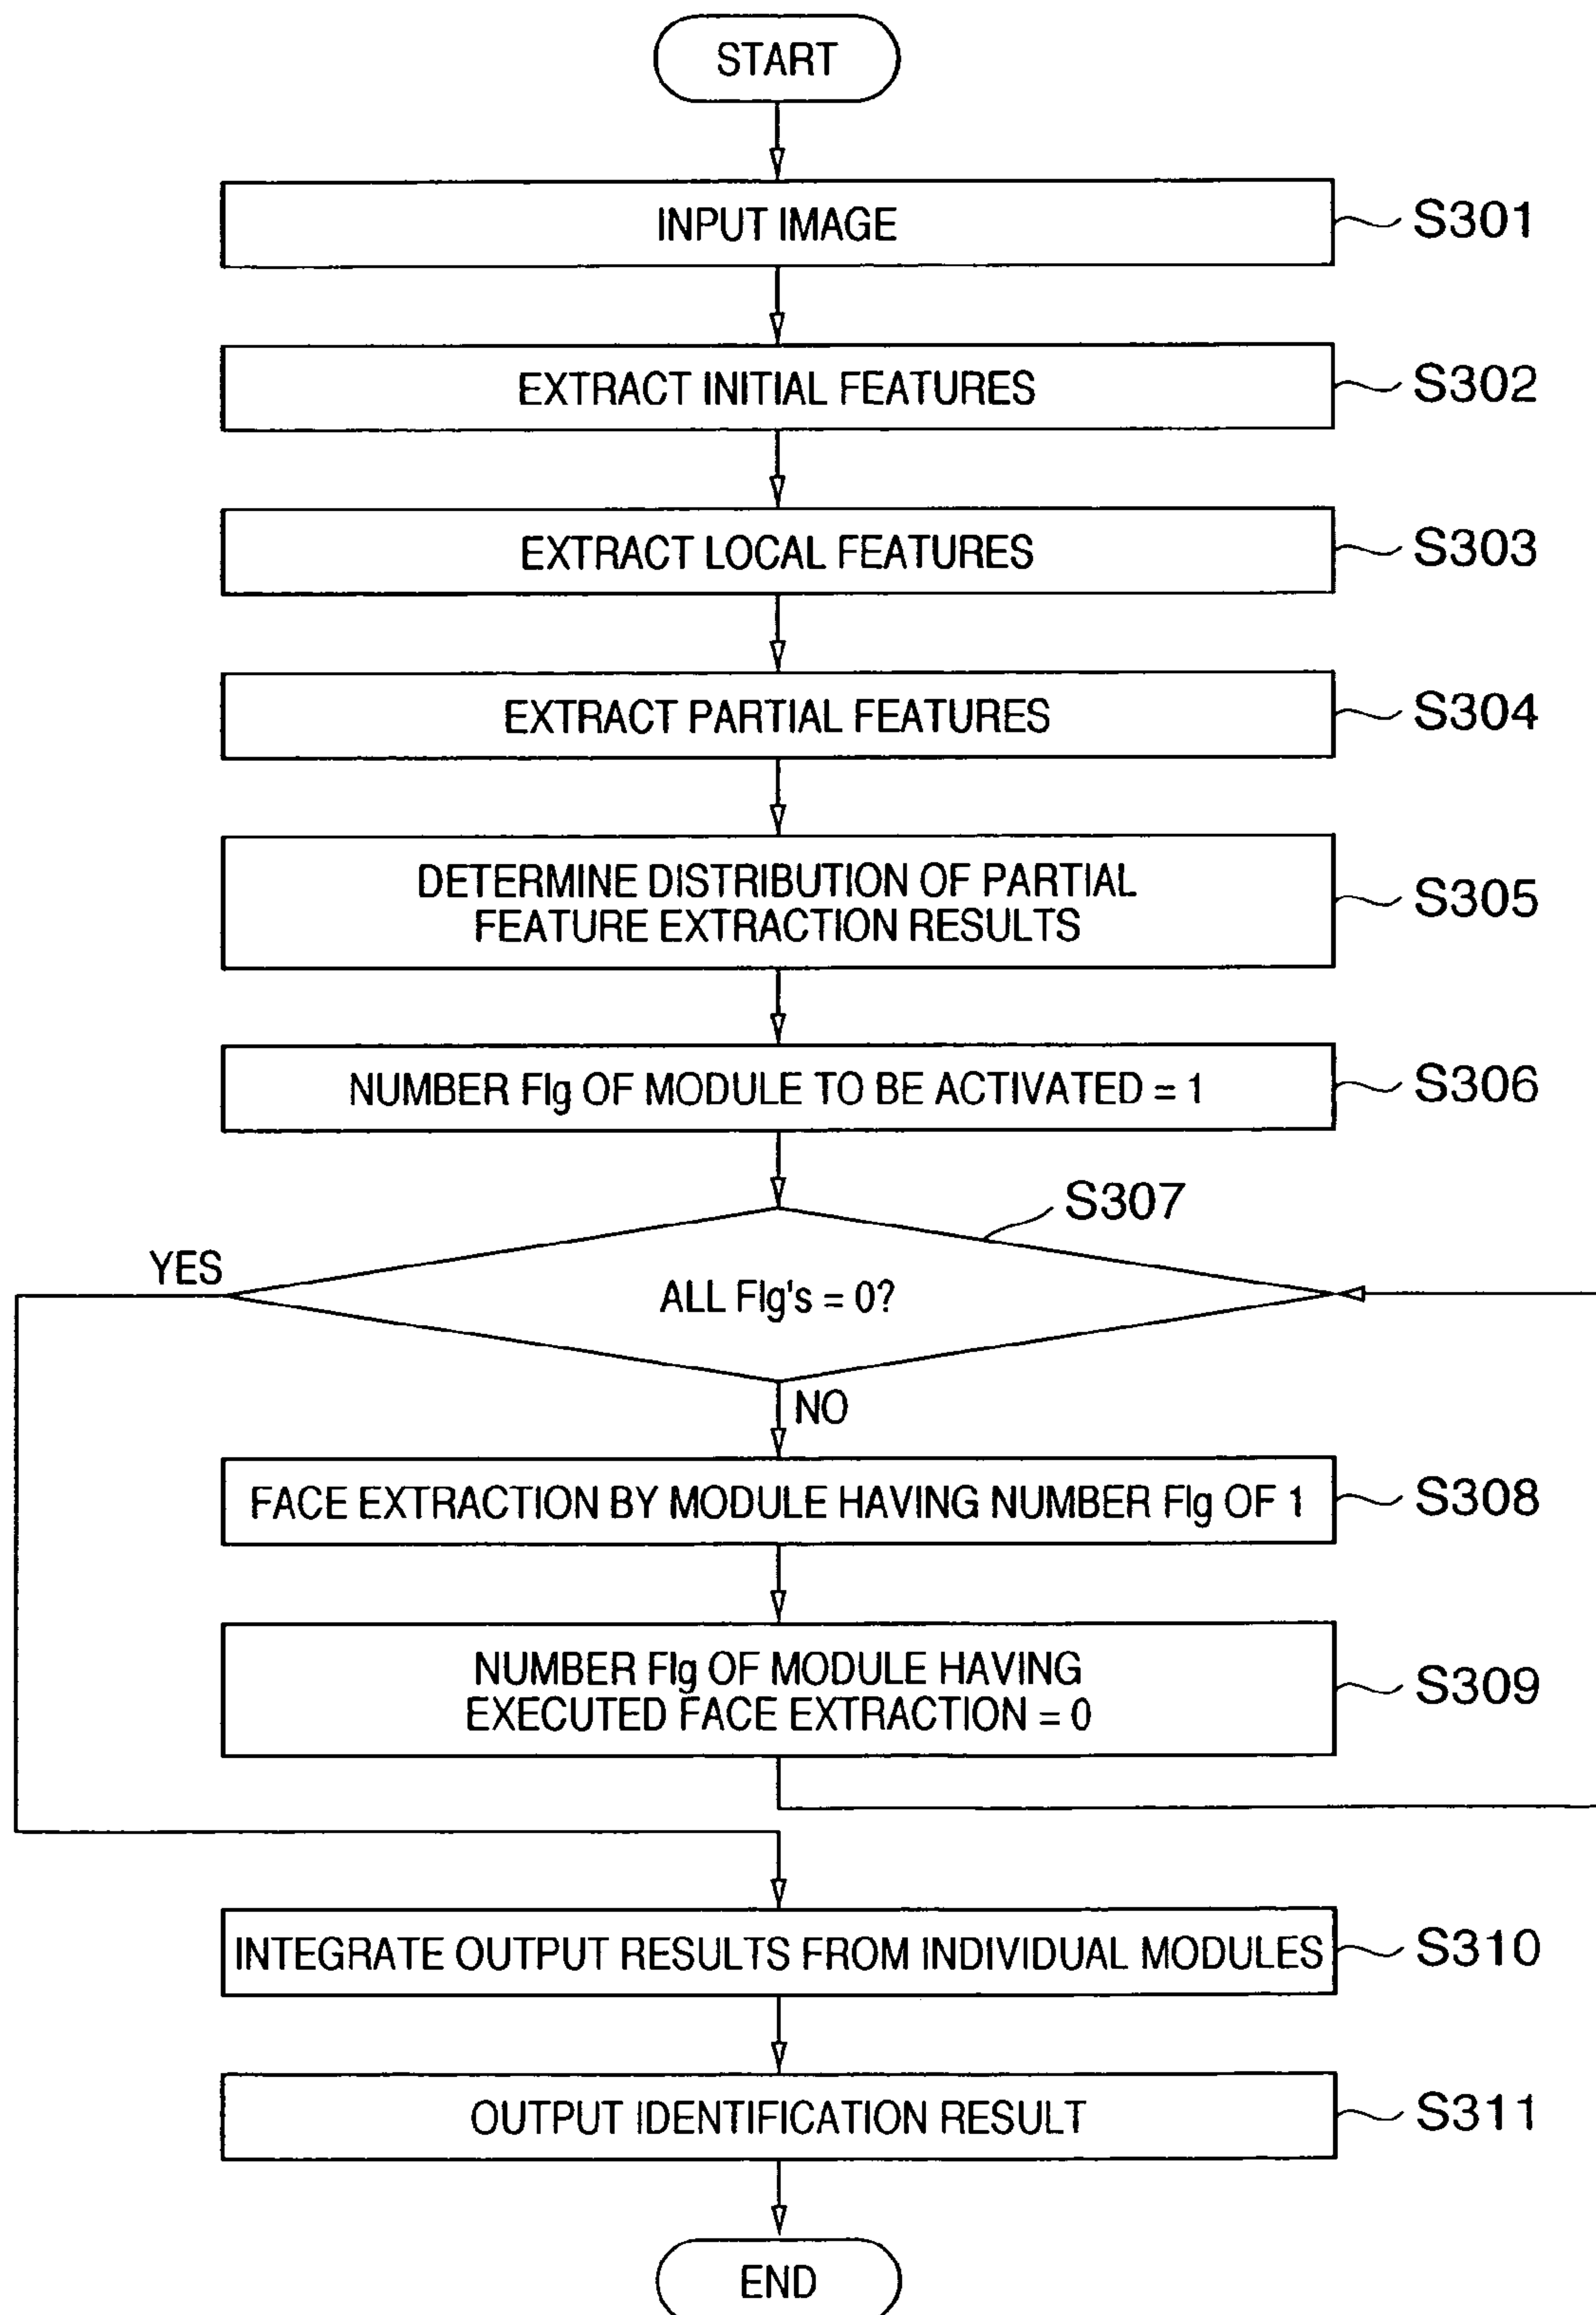 START
INPUT IMAGE
S301
EXTRACT INITIAL FEATURES
S302
EXTRACT LOCAL FEATURES
S303
EXTRACT PARTIAL FEATURES
S304
DETERMINE DISTRIBUTION OF PARTIAL
FEATURE EXTRACTION RESULTS
S305
NUMBER Flg OF MODULE TO BE ACTIVATED = 1
S306
S307
YES
ALL Flg's = 0?
NO
FACE EXTRACTION BY MODULE HAVING NUMBER Flg OF 1
S308
NUMBER Flg OF MODULE HAVING
EXECUTED FACE EXTRACTION = 0
S309
INTEGRATE OUTPUT RESULTS FROM INDIVIDUAL MODULES
S310
OUTPUT IDENTIFICATION RESULT
S311
END